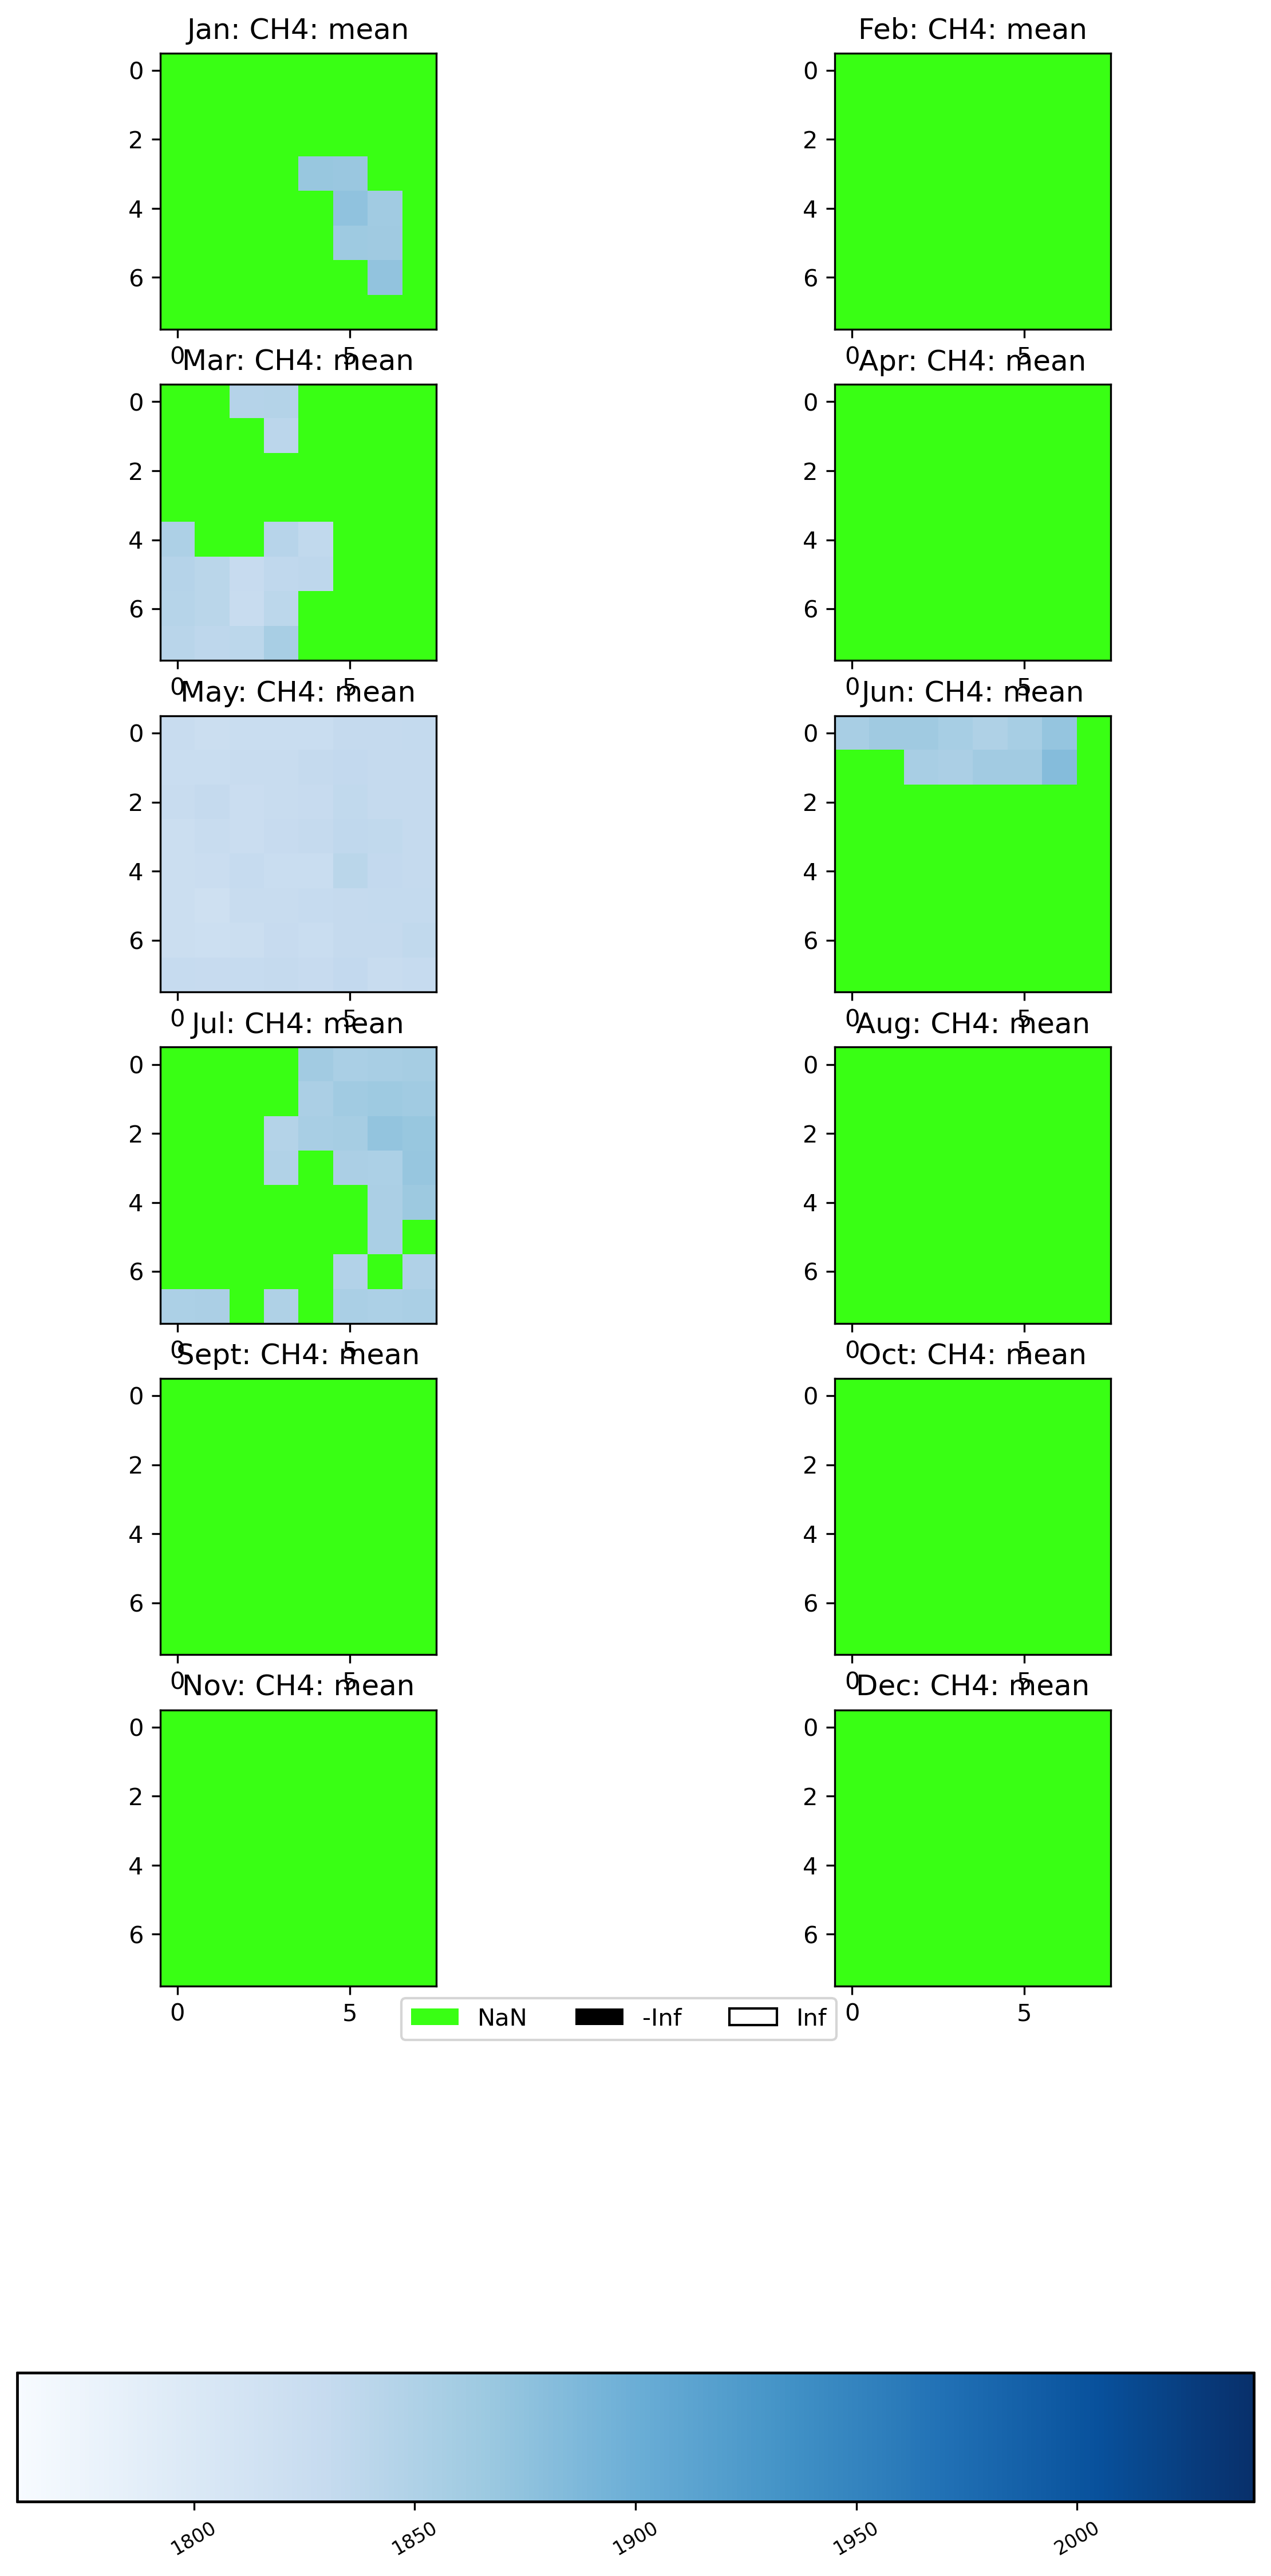 Jan: CH4: mean Feb: CH4: mean
0 0
2 2
4 4
6 6
0 5 0 5
Mar: CH4: mean Apr: CH4: mean
0 0
2 2
4 4
6 6
0 5 0 5
May: CH4: mean Jun: CH4: mean
0 0
2 2
4 4
6 6
0 5 0 5
Jul: CH4: mean Aug: CH4: mean
0 0
2 2
4 4
6 6
0 5 0 5
Sept: CH4: mean Oct: CH4: mean
0 0
2 2
4 4
6 6
0 5 0 5
Nov: CH4: mean Dec: CH4: mean
0 0
2 2
4 4
6 6
0 5 0 5
NaN -Inf Inf
1800 1850 1900 1950 2000